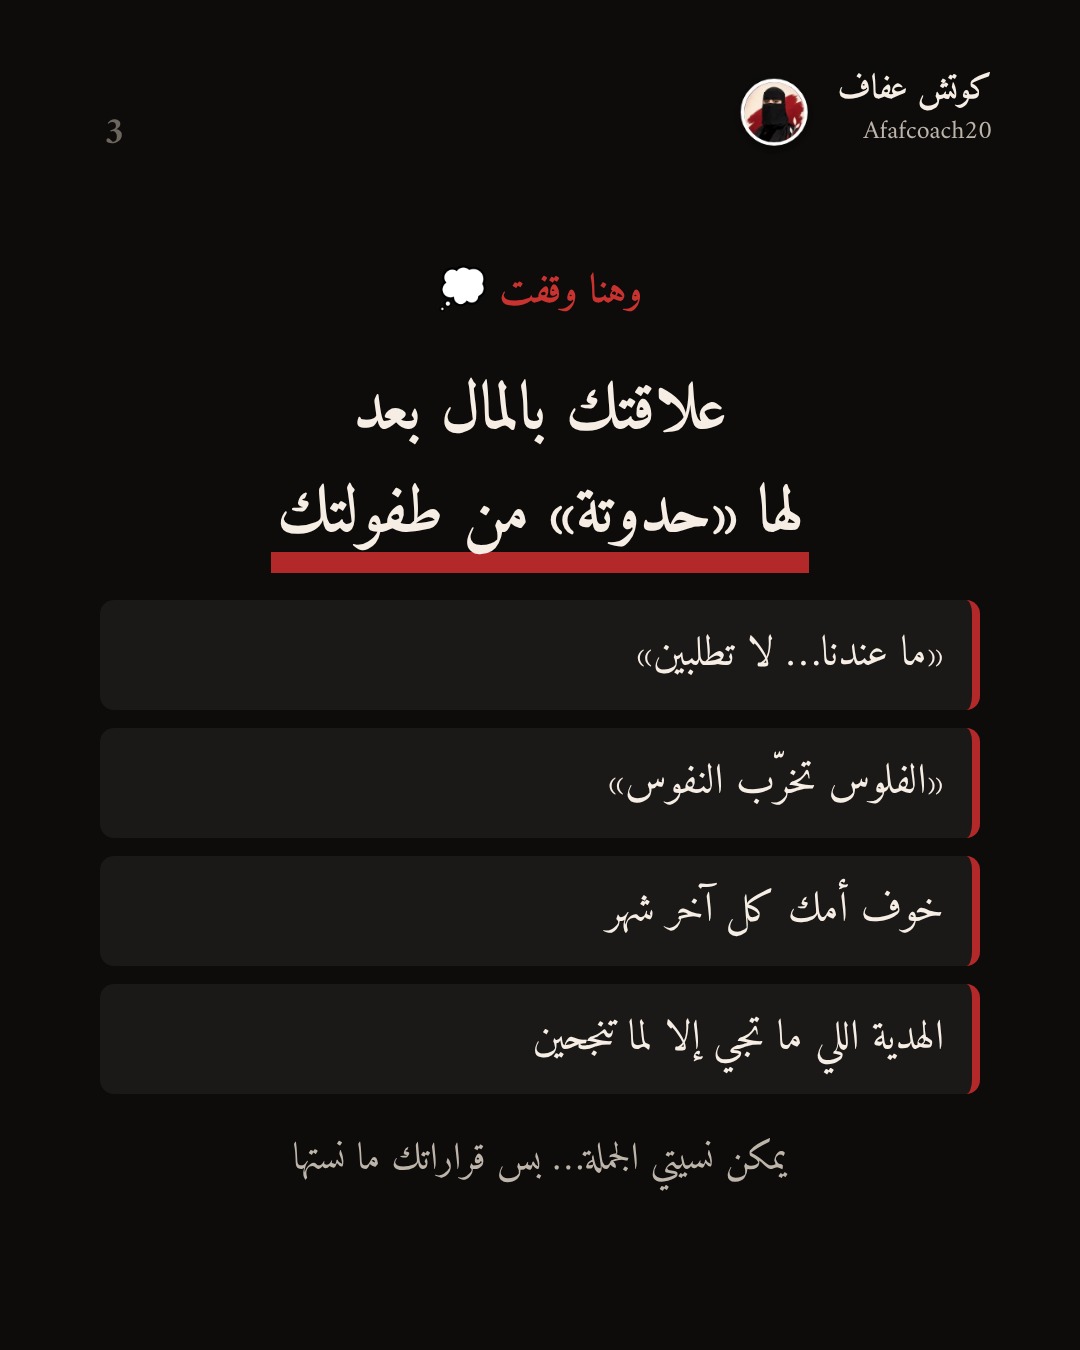 كوتش عفاف
Afafcoach20
3
وهنا وقفت 💭
علاقتك بالمال بعد
لها «حدوتة» من طفولتك
«ما عندنا... لا تطلبين»
«الفلوس تخرّب النفوس»
خوف أمك كل آخر شهر
الهدية اللي ما تجي إلا لما تنجحين
يمكن نسيتي الجملة... بس قراراتك ما نستها